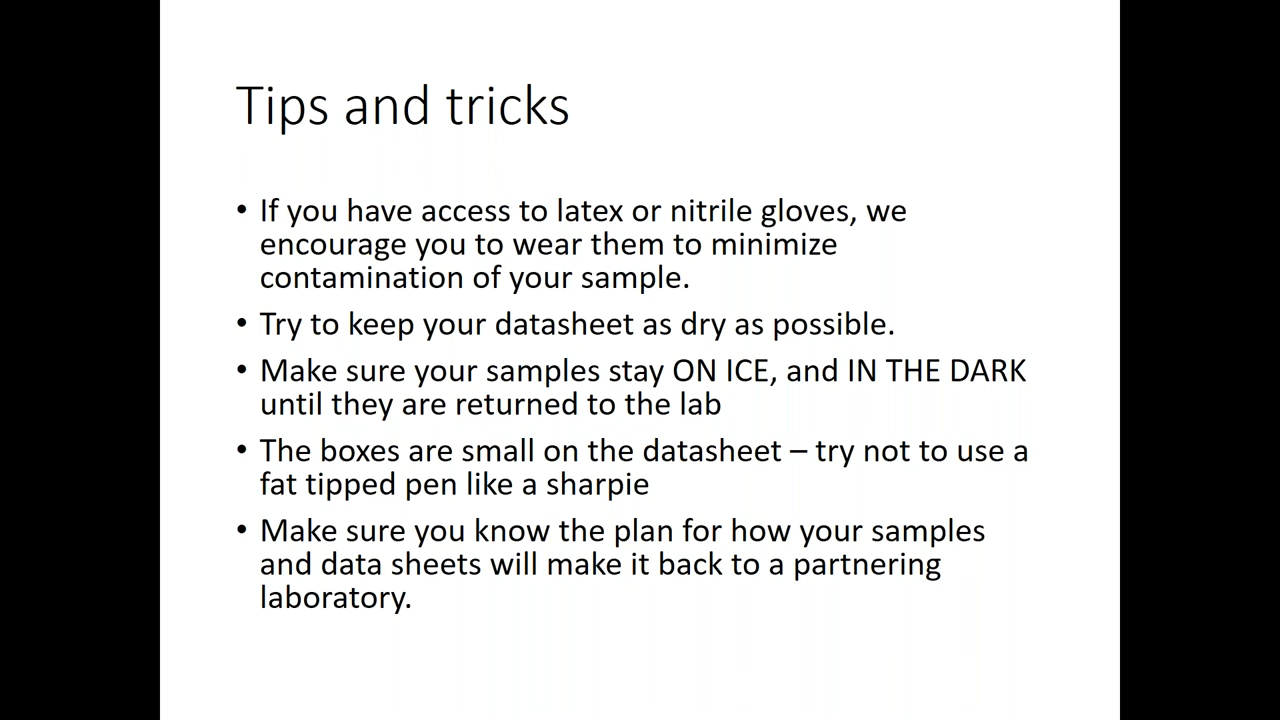 Tips and tricks
• If you have access to latex or nitrile gloves, we
encourage you to wear them to minimize
contamination of your sample.
• Try to keep your datasheet as dry as possible.
• Make sure your samples stay ON ICE, and IN THE DARK
until they are returned to the lab
• The boxes are small on the datasheet – try not to use a
fat tipped pen like a sharpie
• Make sure you know the plan for how your samples
and data sheets will make it back to a partnering
laboratory.